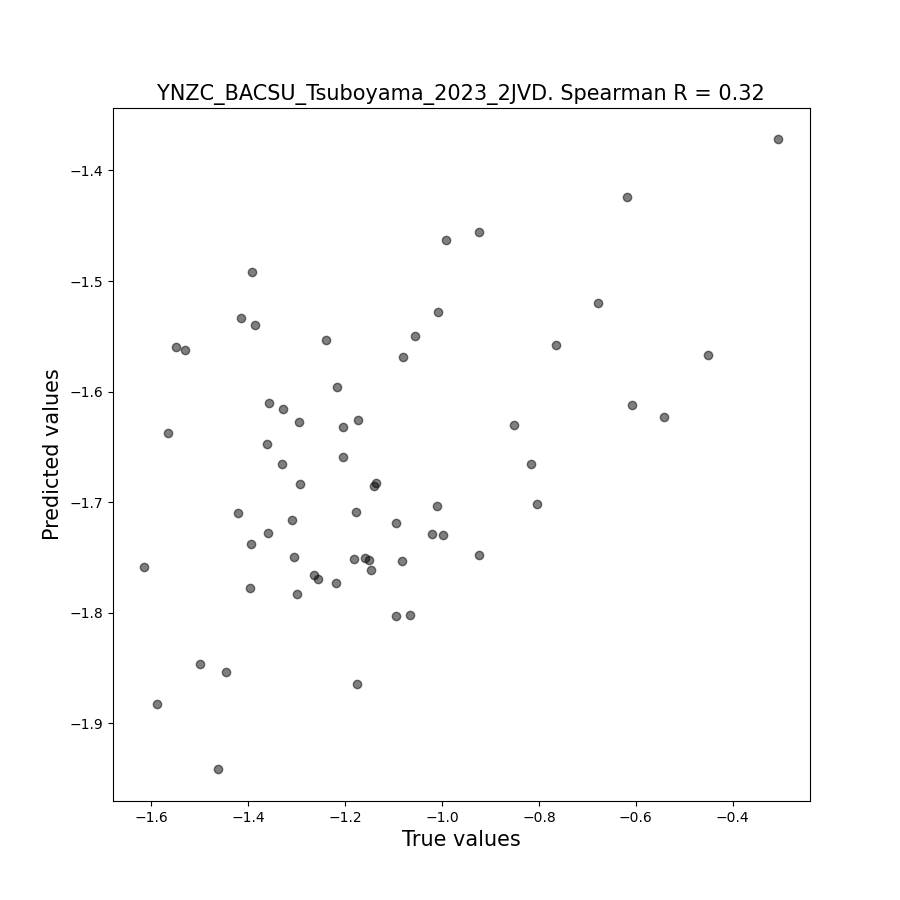 YNZC_BACSU_Tsuboyama_2023_2JVD. Spearman R = 0.32
Predicted values
−1.4
−1.5
−1.6
−1.7
−1.8
−1.9
−1.6 −1.4 −1.2 −1.0 −0.8 −0.6 −0.4
True values